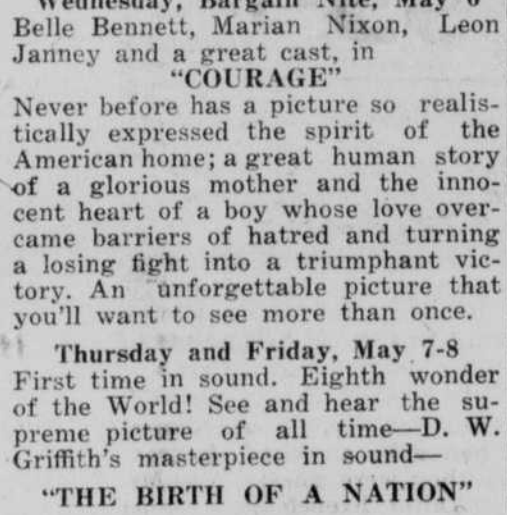 Wednesday, Bargain Nite, May 6
Belle Bennett, Marian Nixon, Leon
Janney and a great cast, in
"COURAGE"
Never before has a picture so realis-
tically expressed the spirit of the
American home; a great human story
of a glorious mother and the inno-
cent heart of a boy whose love over-
came barriers of hatred and turning
a losing fight into a triumphant vic-
tory. An unforgettable picture that
you'll want to see more than once.
Thursday and Friday, May 7-8
First time in sound. Eighth wonder
of the World! See and hear the su-
preme picture of all time—D. W.
Griffith's masterpiece in sound—
"THE BIRTH OF A NATION"